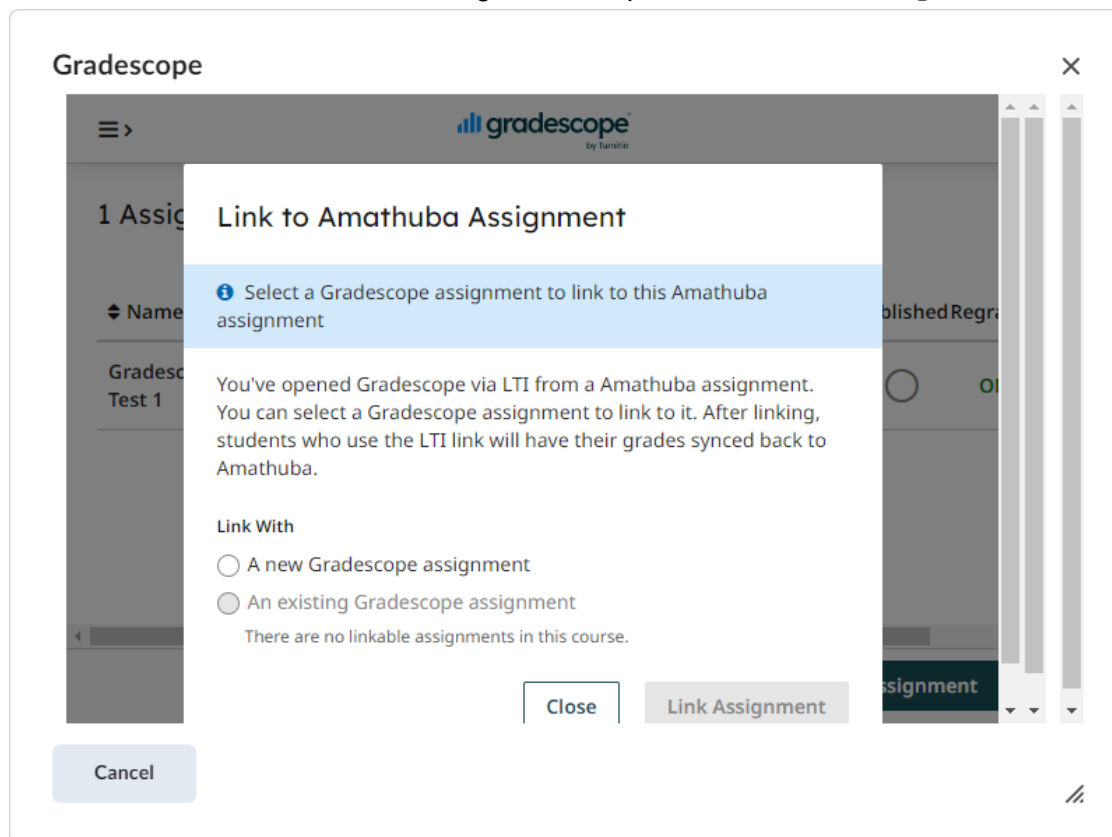 Gradescope
gradescope
by Turnitin
1 Assig
Link to Amathuba Assignment
Select a Gradescope assignment to link to this Amathuba
assignment
Name
blished Regra
Gradesc
Test 1
You've opened Gradescope via LTI from a Amathuba assignment.
You can select a Gradescope assignment to link to it. After linking,
students who use the LTI link will have their grades synced back to
Amathuba.
Link With
A new Gradescope assignment
An existing Gradescope assignment
There are no linkable assignments in this course.
ssignment
Close Link Assignment
Cancel